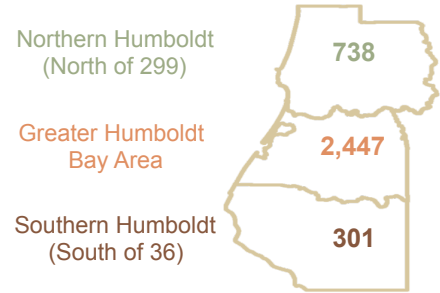 Northern Humboldt
(North of 299)
738
Greater Humboldt
Bay Area
2,447
Southern Humboldt
(South of 36)
301